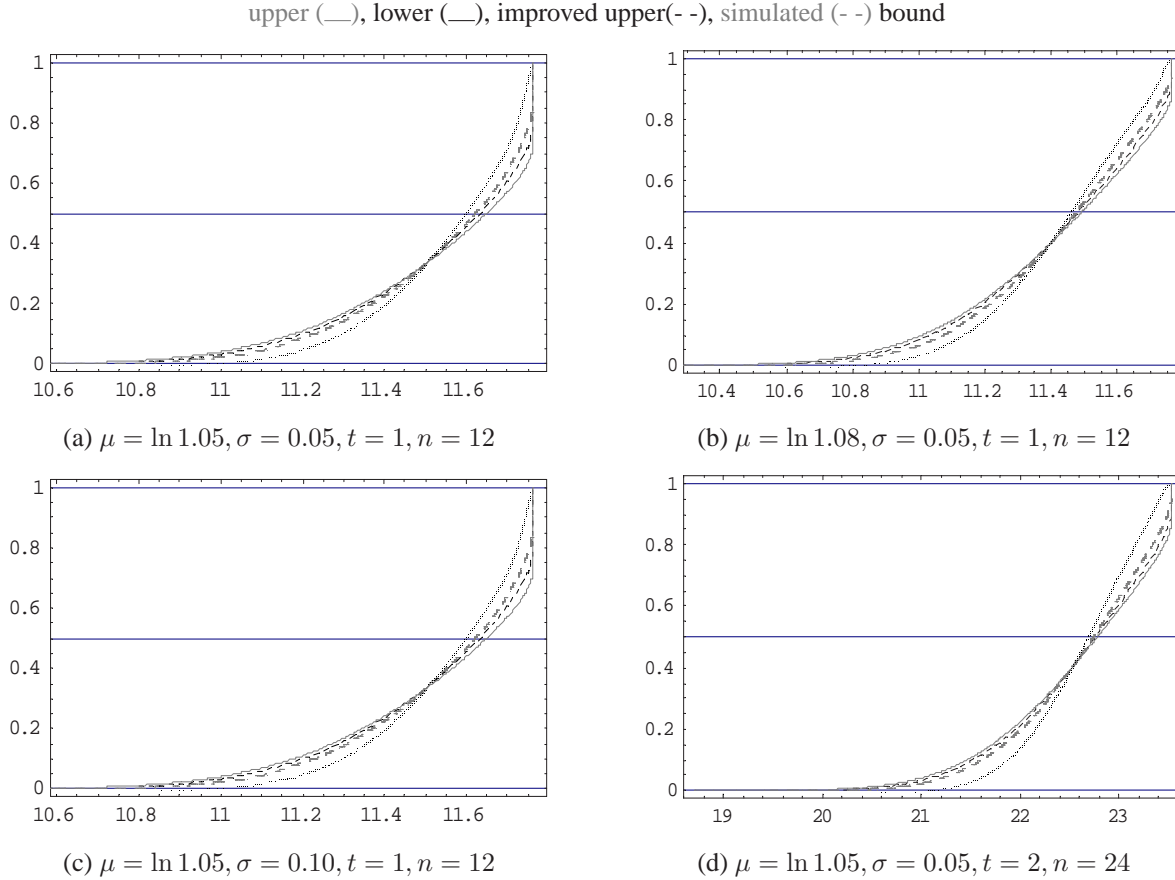 upper (__), lower (__), improved upper(- -), simulated (- -) bound
1
0.8
0.6
0.4
0.2
0
10.6 10.8 11 11.2 11.4 11.6
(a) μ = ln 1.05, σ = 0.05, t = 1, n = 12
1
0.8
0.6
0.4
0.2
0
10.4 10.6 10.8 11 11.2 11.4 11.6
(b) μ = ln 1.08, σ = 0.05, t = 1, n = 12
1
0.8
0.6
0.4
0.2
0
10.6 10.8 11 11.2 11.4 11.6
(c) μ = ln 1.05, σ = 0.10, t = 1, n = 12
1
0.8
0.6
0.4
0.2
0
19 20 21 22 23
(d) μ = ln 1.05, σ = 0.05, t = 2, n = 24